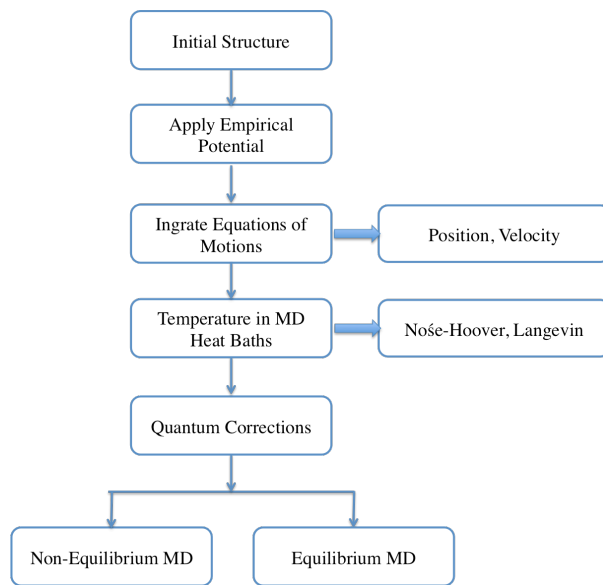 Initial Structure
Apply Empirical
Potential
Ingrate Equations of
Motions
Position, Velocity
Temperature in MD
Heat Baths
Nośe-Hoover, Langevin
Quantum Corrections
Non-Equilibrium MD
Equilibrium MD